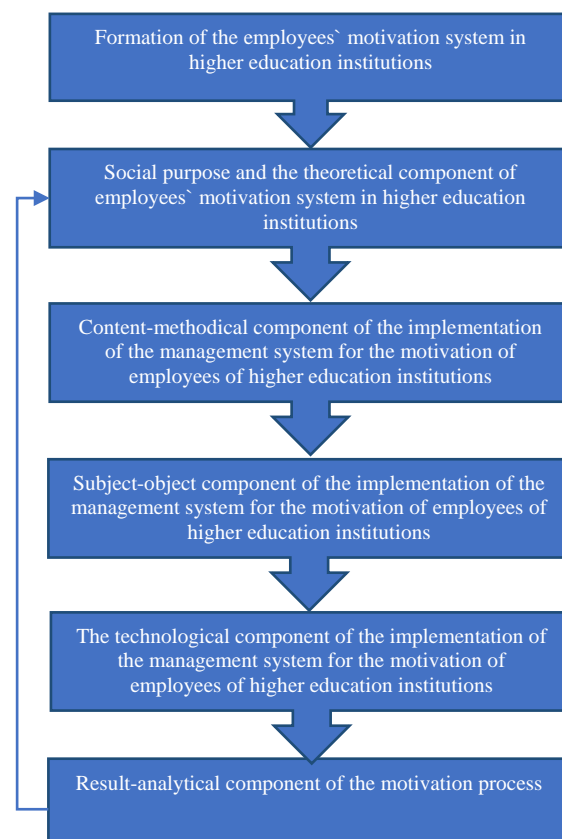 Formation of the employees` motivation system in
higher education institutions
Social purpose and the theoretical component of
employees` motivation system in higher education
institutions
Content-methodical component of the implementation
of the management system for the motivation of
employees of higher education institutions
Subject-object component of the implementation of the
management system for the motivation of employees of
higher education institutions
The technological component of the implementation of
the management system for the motivation of
employees of higher education institutions
Result-analytical component of the motivation process